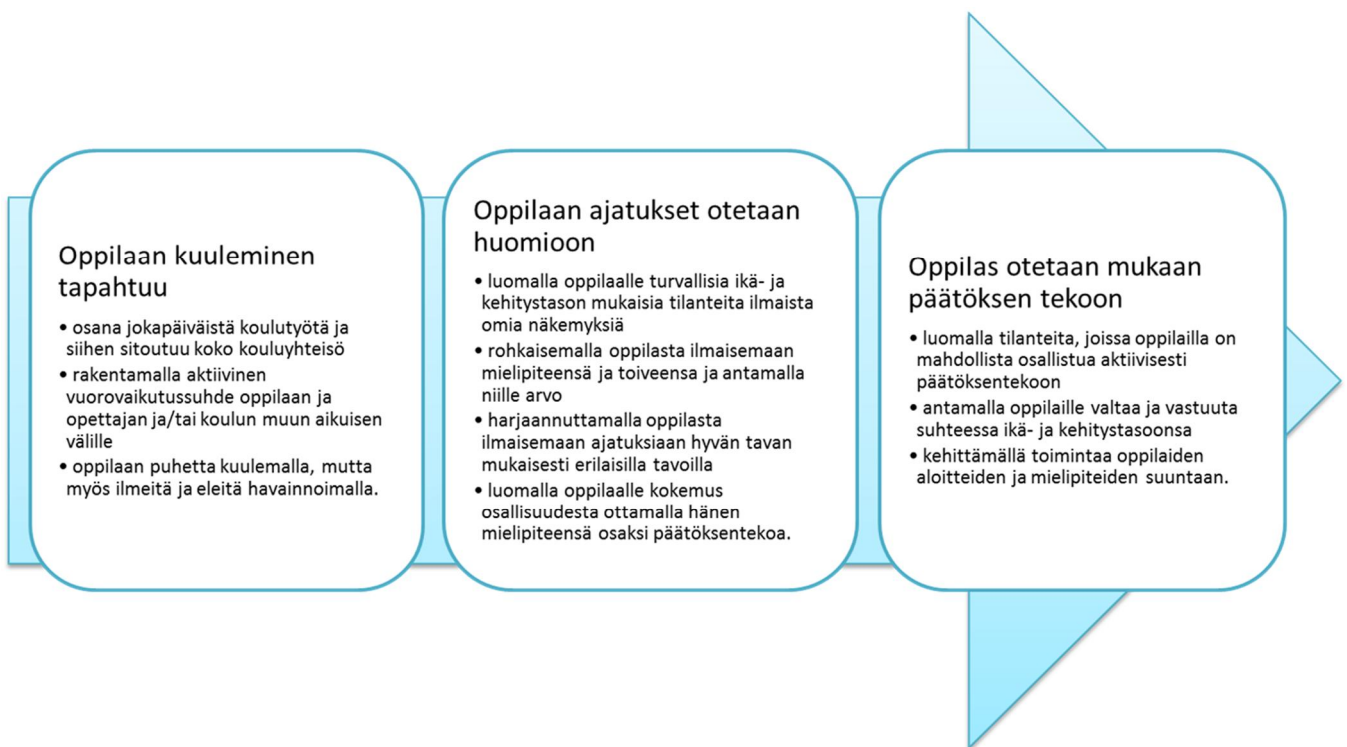 Oppilaan kuuleminen
tapahtuu
• osana jokapäiväistä koulutyötä ja
siihen sitoutuu koko kouluyhteisö
• rakentamalla aktiivinen
vuorovaikutussuhde oppilaan ja
opettajan ja/tai koulun muun aikuisen
välille
• oppilaan puhetta kuulemalla, mutta
myös ilmeitä ja eleitä havainnoimalla.
Oppilaan ajatukset otetaan
huomioon
• luomalla oppilaalle turvallisia ikä- ja
kehitystason mukaisia tilanteita ilmaista
omia näkemyksiä
• rohkaisemalla oppilasta ilmaisemaan
mielipiteensä ja toiveensa ja antamalla
niille arvo
• harjaannuttamalla oppilasta
ilmaisemaan ajatuksiaan hyvän tavan
mukaisesti erilaisilla tavoilla
• luomalla oppilaalle kokemus
osallisuudesta ottamalla hänen
mielipiteensä osaksi päätöksentekoa.
Oppilas otetaan mukaan
päätöksen tekoon
• luomalla tilanteita, joissa oppilailla on
mahdollista osallistua aktiivisesti
päätöksentekoon
• antamalla oppilaille valtaa ja vastuuta
suhteessa ikä- ja kehitystasoonsa
• kehittämällä toimintaa oppilaiden
aloitteiden ja mielipiteiden suuntaan.